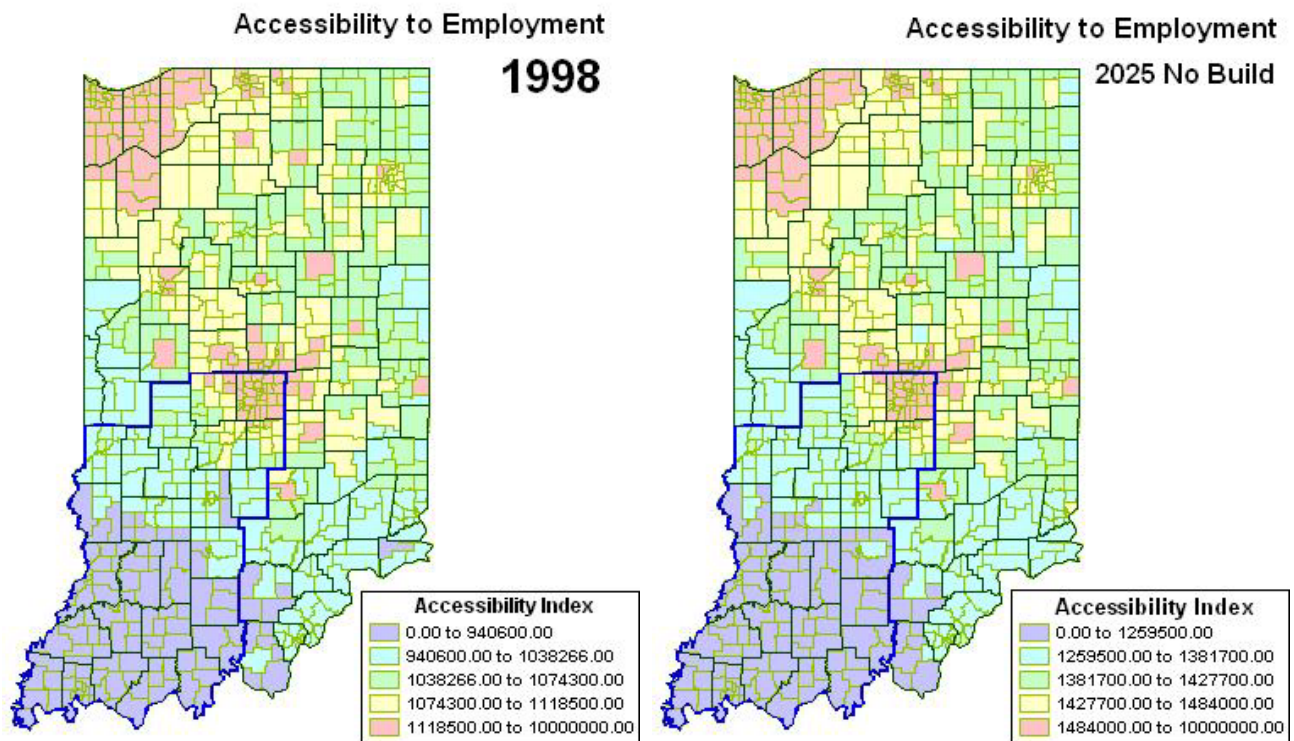 Accessibility to Employment
1998
Accessibility Index
0.00 to 940600.00
940600.00 to 1038266.00
1038266.00 to 1074300.00
1074300.00 to 1118500.00
1118500.00 to 10000000.00
Accessibility to Employment
2025 No Build
Accessibility Index
0.00 to 1259500.00
1259500.00 to 1381700.00
1381700.00 to 1427700.00
1427700.00 to 1484000.00
1484000.00 to 10000000.00